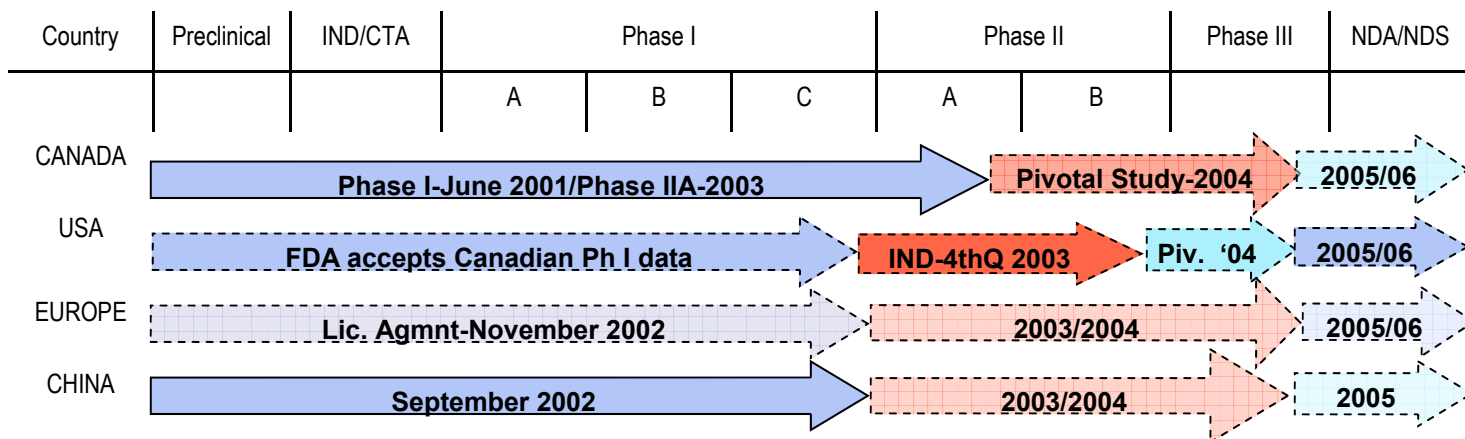 Country Preclinical IND/CTA Phase I Phase II Phase III NDA/NDS
A B C A B
CANADA Phase I-June 2001/Phase IIA-2003 Pivotal Study-2004 2005/06
USA FDA accepts Canadian Ph I data IND-4thQ 2003 Piv. ‘04 2005/06
EUROPE Lic. Agmnt-November 2002 2003/2004 2005/06
CHINA September 2002 2003/2004 2005